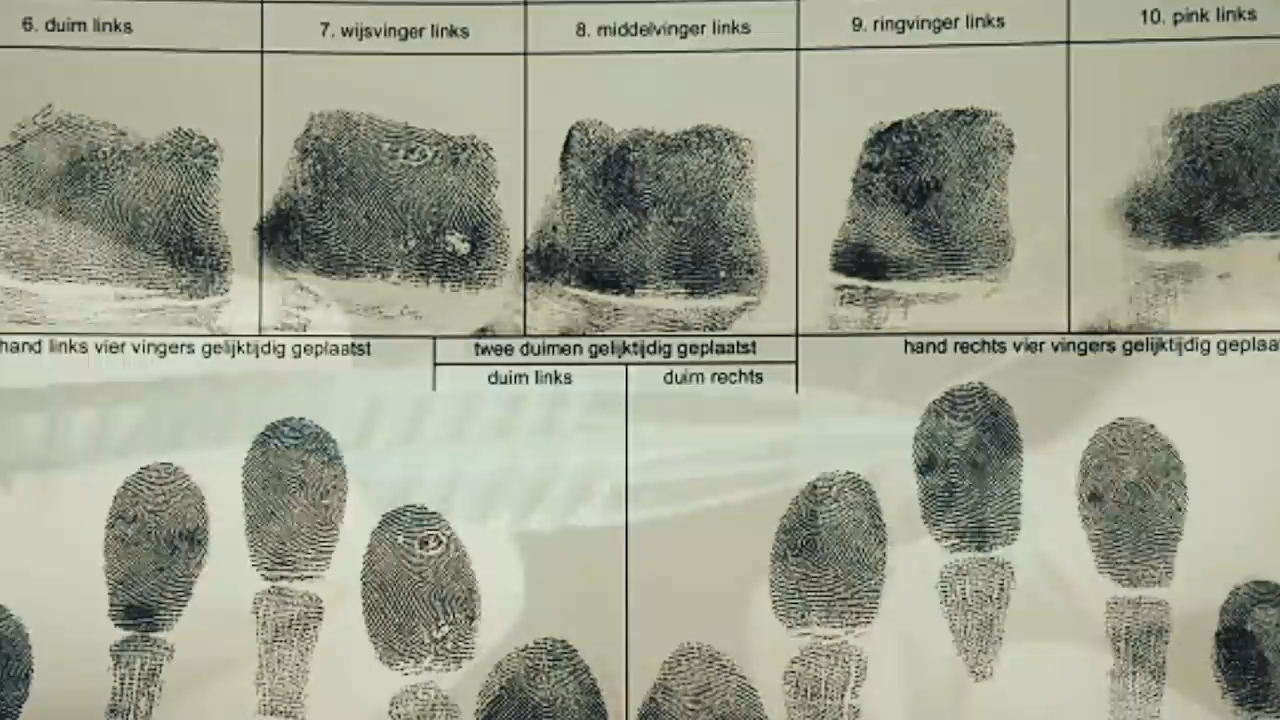 6. duim links
7. wijsvinger links
8. middelvinger links
9. ringvinger links
10. pink links
hand links vier vingers gelijktijdig geplaatst
twee duimen gelijktijdig geplaatst
hand rechts vier vingers gelijktijdig geplaa
duim links
duim rechts